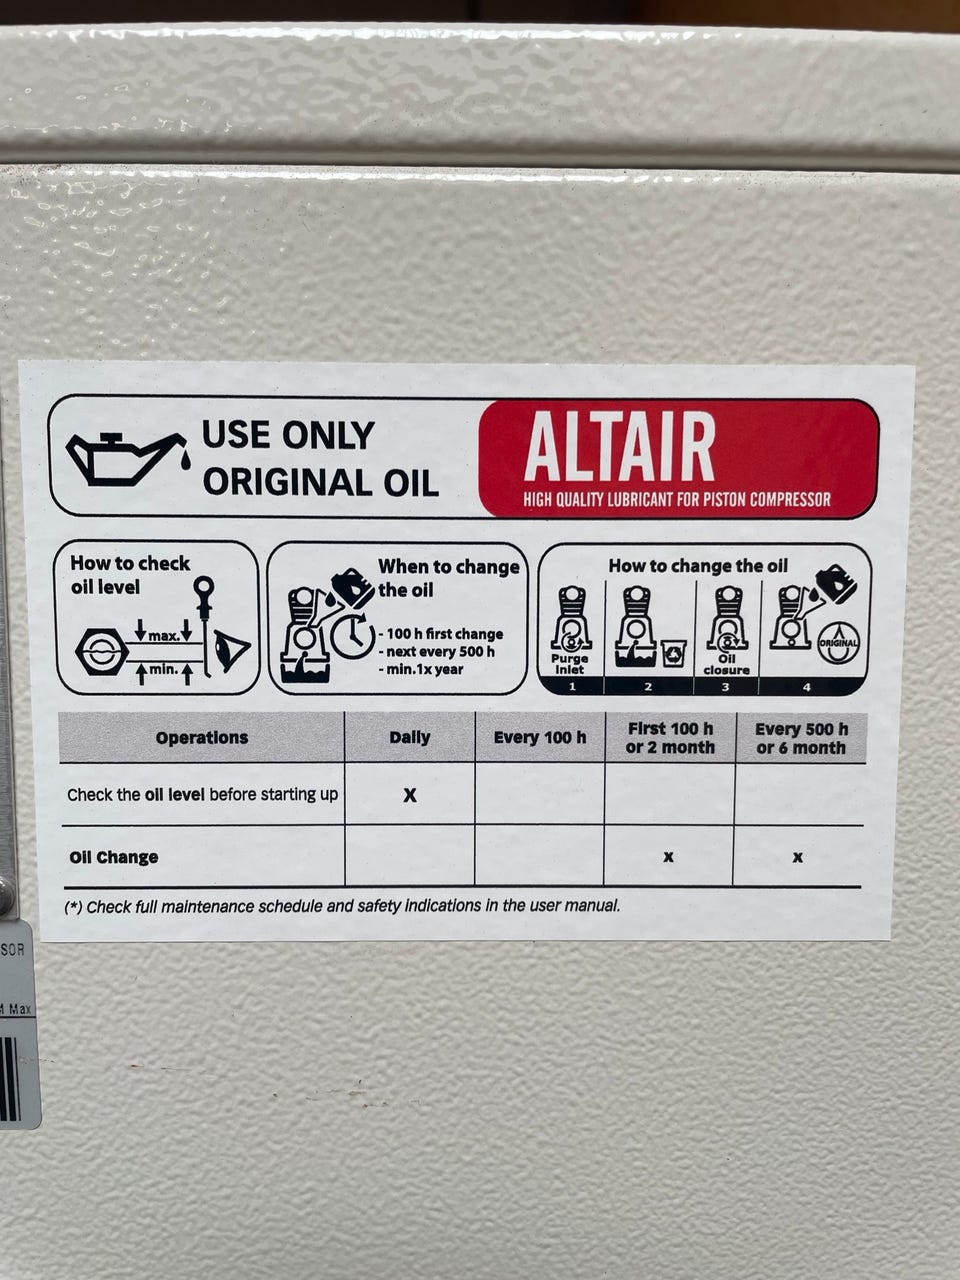 USE ONLY
ORIGINAL OIL
ALTAIR
HIGH QUALITY LUBRICANT FOR PISTON COMPRESSOR
How to check
oil level
max.
min.
When to change
the oil
- 100 h first change
- next every 500 h
- min.1x year
How to change the oil
Purge
Inlet
Oil
closure
ORIGINAL
1 2 3 4
Operations Daily Every 100 h First 100 h or 2 month Every 500 h or 6 month
Check the oil level before starting up X
Oil Change x x
(*) Check full maintenance schedule and safety indications in the user manual.
SOR
Max